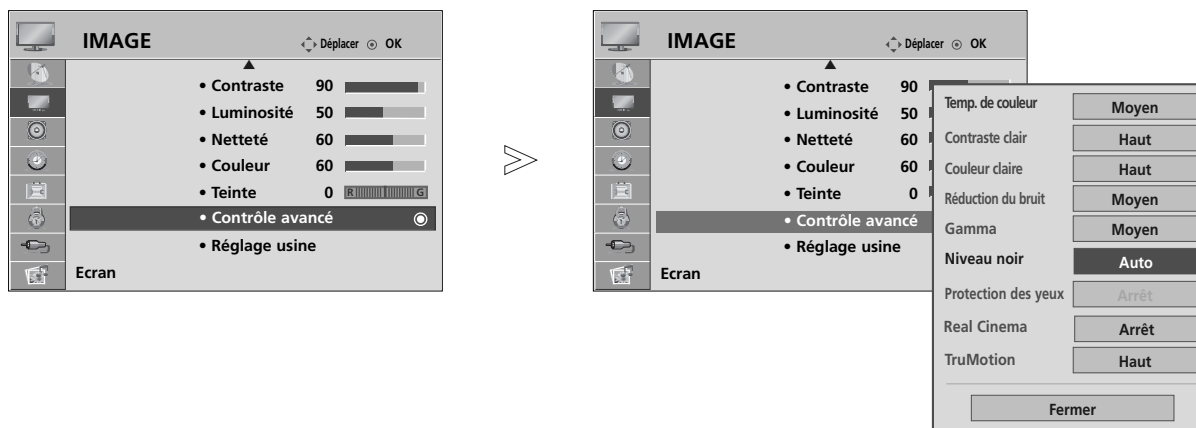 IMAGE
Déplacer OK
• Contraste 90
• Luminosité 50
• Netteté 60
• Couleur 60
• Teinte 0 R G
• Contrôle avancé
• Réglage usine
Ecran
IMAGE
Déplacer OK
• Contraste 90
• Luminosité 50
• Netteté 60
• Couleur 60
• Teinte 0
• Contrôle avancé
• Réglage usine
Ecran
Temp. de couleur Moyen
Contraste clair Haut
Couleur claire Haut
Réduction du bruit Moyen
Gamma Moyen
Niveau noir Auto
Protection des yeux Arrêt
Real Cinema Arrêt
TruMotion Haut
Fermer